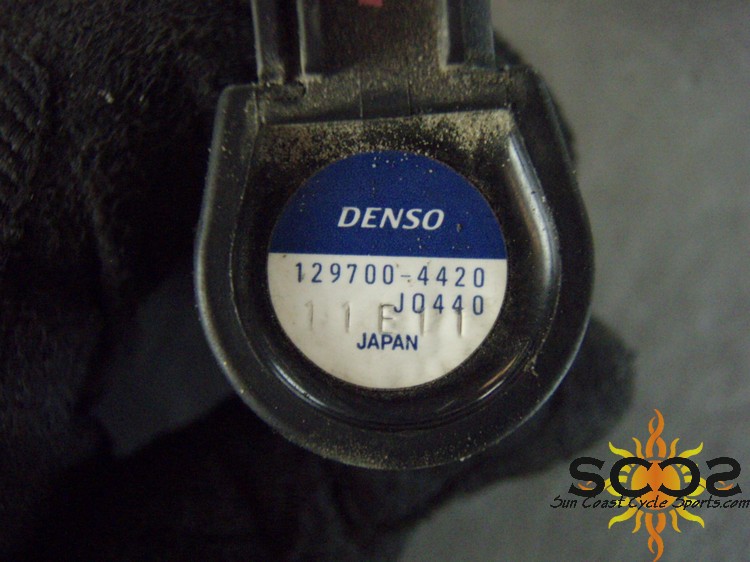 DENSO
129700-4420
J0440
11E11
JAPAN
SCCS
Sun Coast Cycle Sports.com